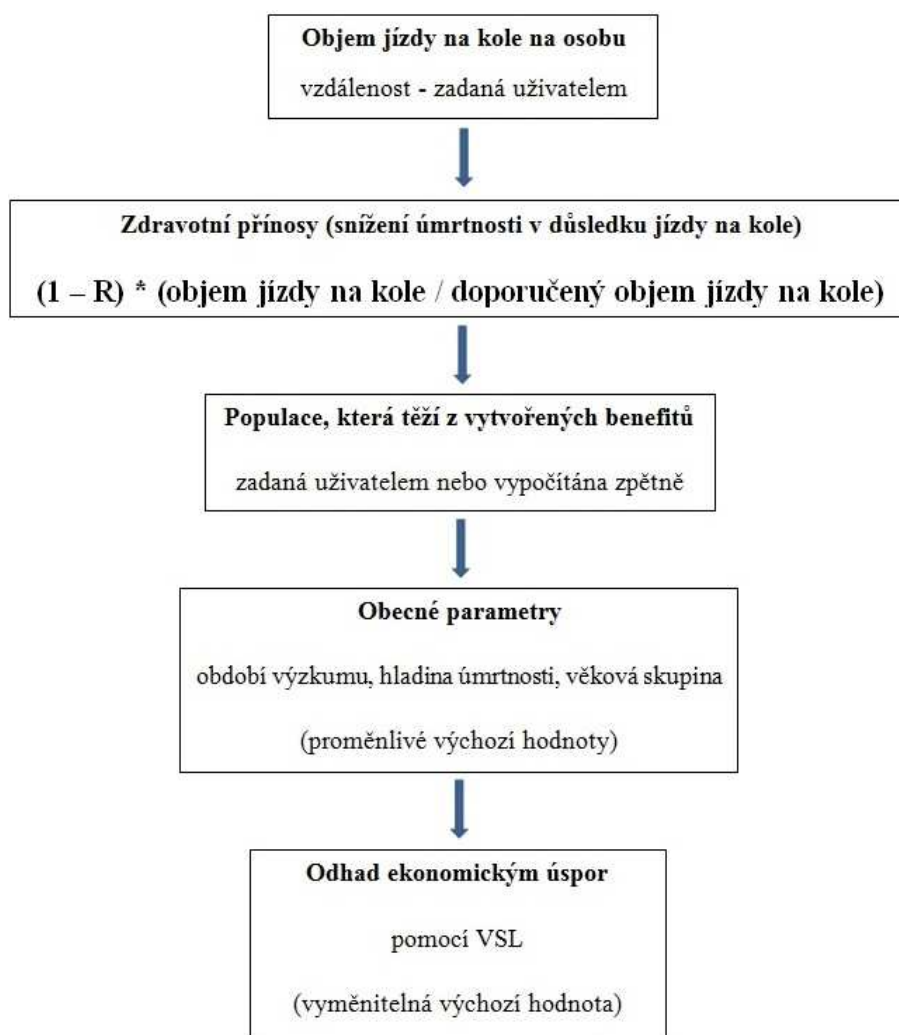 Objem jízdy na kole na osobu
vzdálenost - zadaná uživatelem
Zdravotní přínosy (snížení úmrtnosti v důsledku jízdy na kole)
(1 – R) * (objem jízdy na kole / doporučený objem jízdy na kole)
Populace, která těží z vytvořených benefitů
zadaná uživatelem nebo vypočítána zpětně
Obecné parametry
období výzkumu, hladina úmrtnosti, věková skupina
(proměnlivé výchozí hodnoty)
Odhad ekonomickým úspor
pomocí VSL
(vyměnitelná výchozí hodnota)